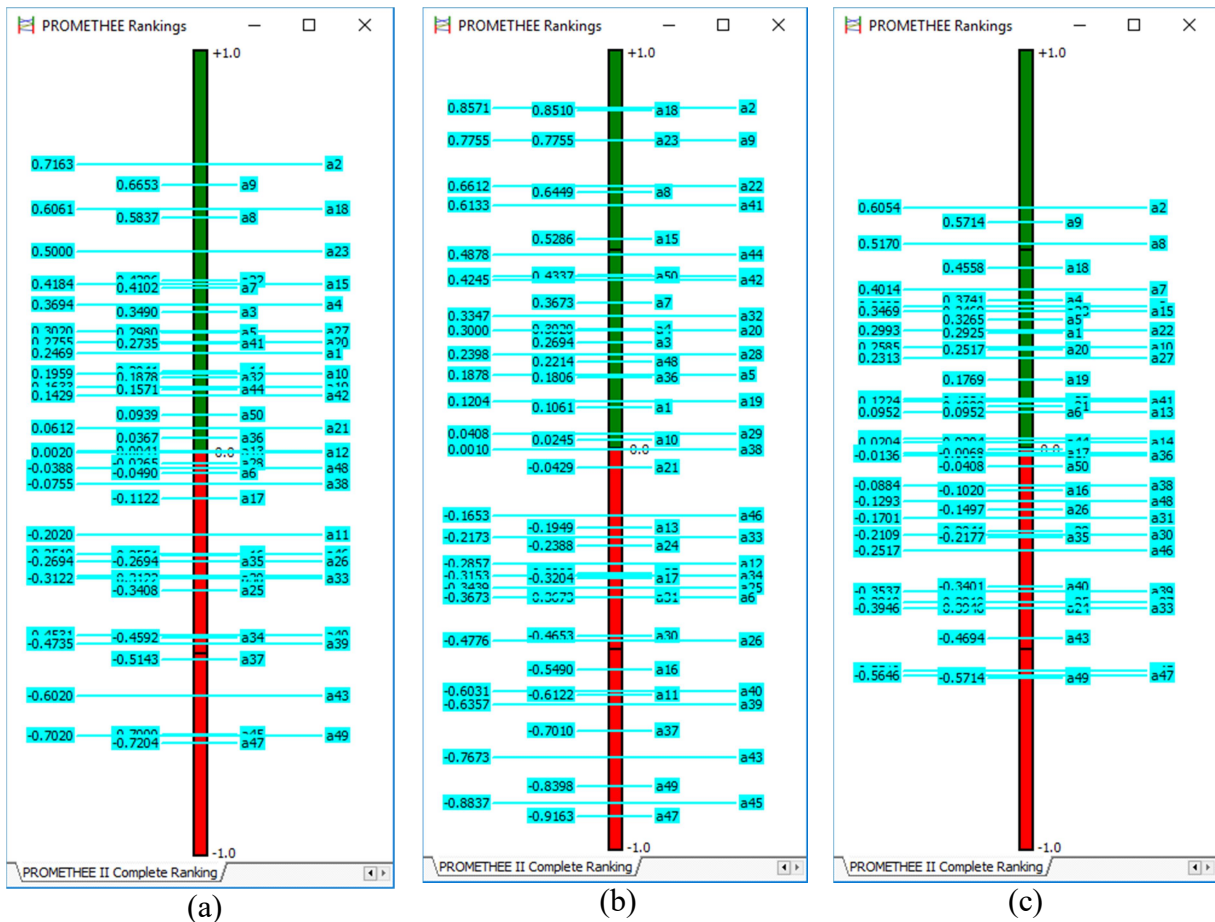 PROMETHEE Rankings
+1.0
0.7163 a2
0.6653 a9
0.6061 a18
0.5837 a8
0.5000 a23
0.4184 a15
0.4102 a7
0.3694 a4
0.3490 a3
0.3020 a27
0.2980 a5
0.2755 a20
0.2735 a41
0.2469 a1
0.1959 a10
0.1878 a32
0.1571 a44
0.1429 a42
0.0939 a50
0.0612 a21
0.0367 a36
0.0020 a12
-0.0388 a48
-0.0490 a6
-0.0755 a38
-0.1122 a17
-0.2020 a11
-0.2694 a35
-0.2694 a26
-0.3122 a33
-0.3408 a25
-0.4592 a34
-0.4735 a39
-0.5143 a37
-0.6020 a43
-0.7020 a49
-0.7204 a47
-1.0
PROMETHEE II Complete Ranking
(a)
PROMETHEE Rankings
+1.0
0.8571 a2
0.8510 a18
0.7755 0.7755 a23 a9
0.6612 a22
0.6449 a8
0.6133 a41
0.5286 a15
0.4878 a44
0.4337 a50
0.4245 a42
0.3673 a7
0.3347 a32
0.3000 a20
0.2694 a3
0.2398 a28
0.2214 a48
0.1878 a5
0.1806 a36
0.1204 a19
0.1061 a1
0.0408 a29
0.0245 a10
0.0010 0.0 a38
-0.0429 a21
-0.1653 a46
-0.1949 a13
-0.2173 a33
-0.2388 a24
-0.2857 a12
-0.3153 a34
-0.3204 a17
-0.3673 a6
-0.4653 a30
-0.4776 a26
-0.5490 a16
-0.6031 a40
-0.6122 a11
-0.6357 a39
-0.7010 a37
-0.7673 a43
-0.8398 a49
-0.8837 a45
-0.9163 a47
-1.0
PROMETHEE II Complete Ranking
(b)
PROMETHEE Rankings
+1.0
0.6054 a2
0.5714 a9
0.5170 a8
0.4558 a18
0.4014 a7
0.3469 a15
0.3265 a5
0.2993 a22
0.2925 a1
0.2517 a20
0.2313 a27
0.1769 a19
0.0952 0.0952 a6 a13
-0.0136 a36
-0.0408 a50
-0.0884 a38
-0.1020 a16
-0.1293 a48
-0.1497 a26
-0.1701 a31
-0.2109 a30
-0.2177 a35
-0.2517 a46
-0.3401 a40
-0.3537 a39
-0.3946 a33
-0.4694 a43
-0.5646 a47
-0.5714 a49
-1.0
PROMETHEE II Complete Ranking
(c)